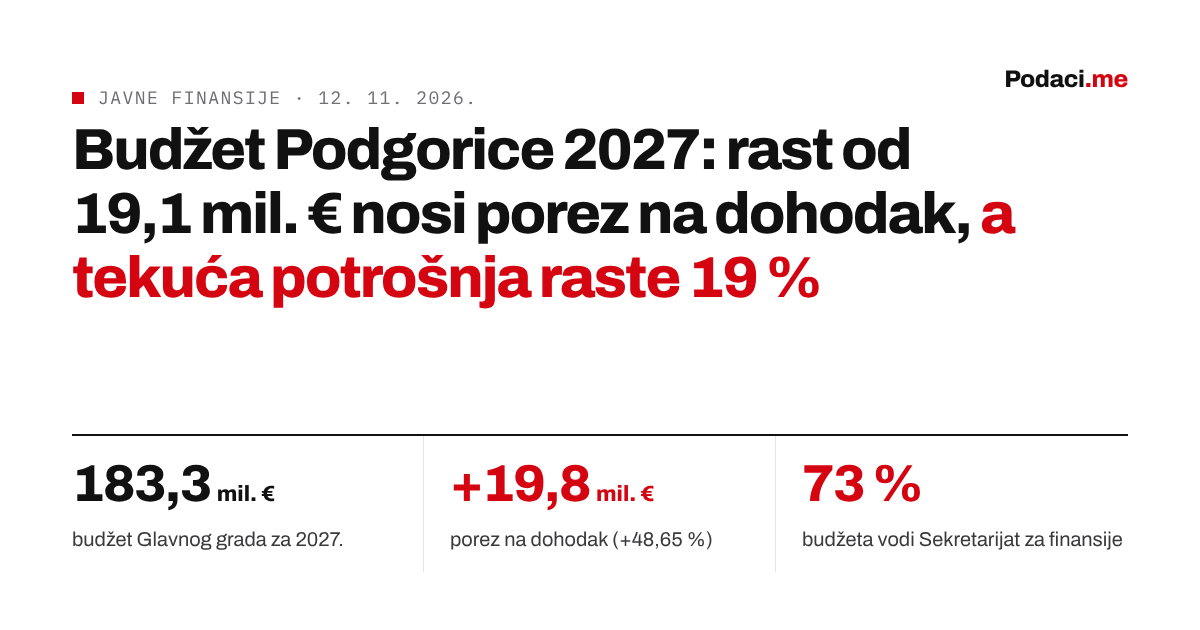 Podaci.me
JAVNE FINANSIJE · 12. 11. 2026.
Budžet Podgorice 2027: rast od
19,1 mil. € nosi porez na dohodak, a
tekuća potrošnja raste 19 %
183,3 mil. €
budžet Glavnog grada za 2027.
+19,8 mil. €
porez na dohodak (+48,65 %)
73 %
budžeta vodi Sekretarijat za finansije